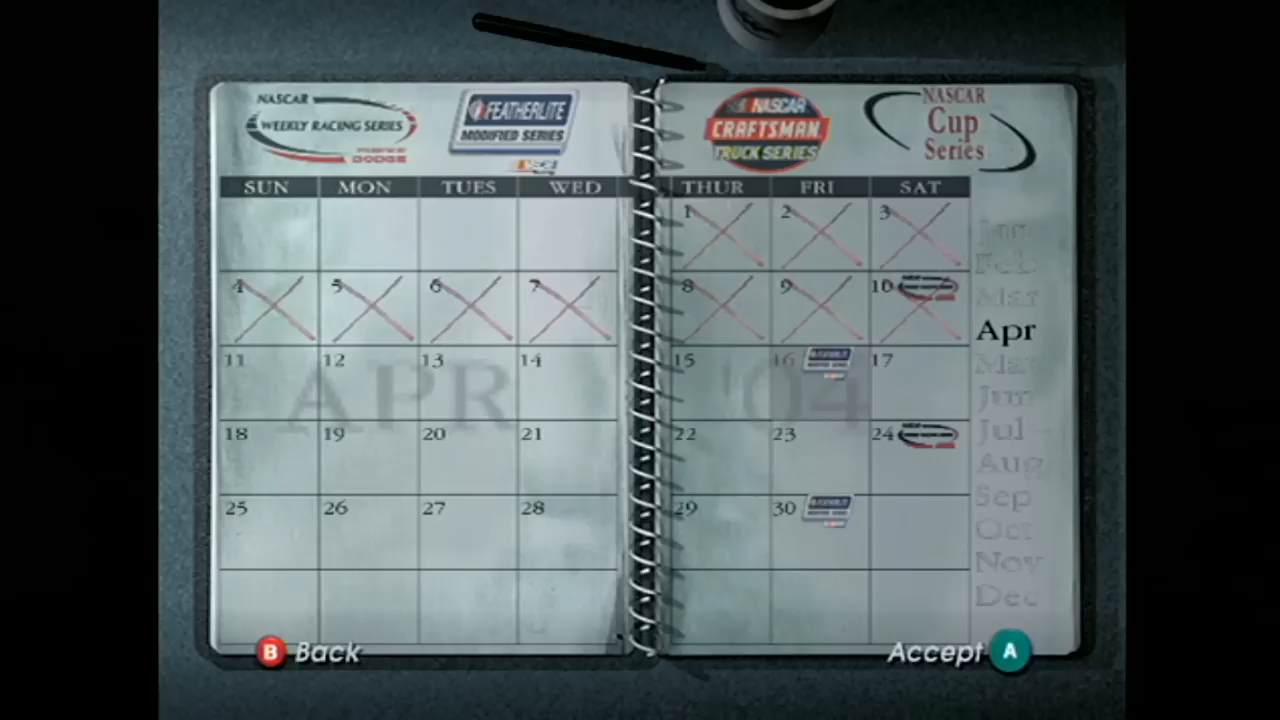 NASCAR
WEEKLY RACING SERIES
DODGE
FEATHERLITE
MODIFIED SERIES
NASCAR
CRAFTSMAN
TRUCK SERIES
NASCAR
Cup
Series
SUN MON TUES WED THUR FRI SAT
1 2 3
4 5 6 7 8 9 10
11 12 13 14 15 16 17
APR '04
18 19 20 21 22 23 24
25 26 27 28 29 30
Jan
Feb
Mar
Apr
May
Jun
Jul
Aug
Sep
Oct
Nov
Dec
B Back
Accept A